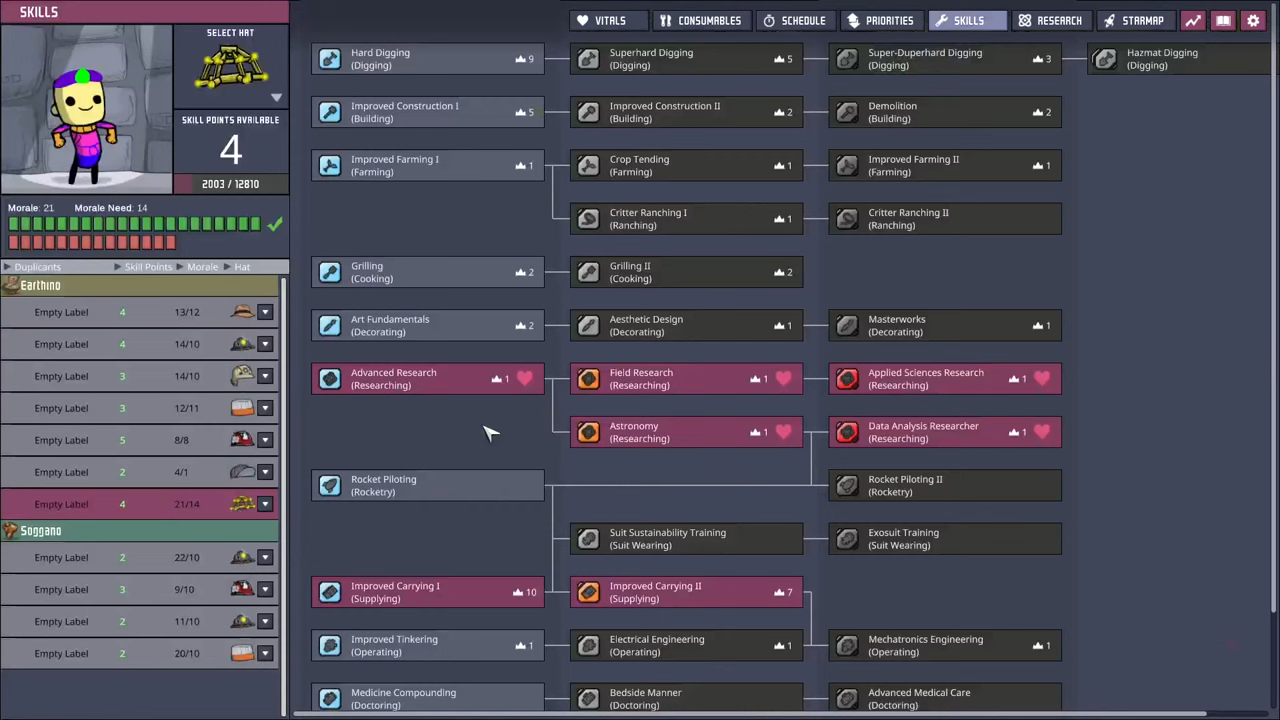 SKILLS
VITALS
CONSUMABLES
SCHEDULE
PRIORITIES
SKILLS
RESEARCH
STARMAP
SELECT HAT
SKILL POINTS AVAILABLE
4
2003 / 12810
Morale: 21
Morale Need: 14
Duplicants
Skill Points
Morale
Hat
Earthino
Empty Label 4 13/12
Empty Label 4 14/10
Empty Label 3 14/10
Empty Label 3 12/11
Empty Label 5 8/8
Empty Label 2 4/1
Empty Label 4 21/14
Soggano
Empty Label 2 22/10
Empty Label 3 9/10
Empty Label 2 11/10
Empty Label 2 20/10
Hard Digging
(Digging)
9
Superhard Digging
(Digging)
5
Super-Duperhard Digging
(Digging)
3
Hazmat Digging
(Digging)
Improved Construction I
(Building)
5
Improved Construction II
(Building)
2
Demolition
(Building)
2
Improved Farming I
(Farming)
1
Crop Tending
(Farming)
1
Improved Farming II
(Farming)
1
Critter Ranching I
(Ranching)
1
Critter Ranching II
(Ranching)
Grilling
(Cooking)
2
Grilling II
(Cooking)
2
Art Fundamentals
(Decorating)
2
Aesthetic Design
(Decorating)
1
Masterworks
(Decorating)
1
Advanced Research
(Researching)
1
Field Research
(Researching)
1
Applied Sciences Research
(Researching)
1
Astronomy
(Researching)
1
Data Analysis Researcher
(Researching)
1
Rocket Piloting
(Rocketry)
Rocket Piloting II
(Rocketry)
Suit Sustainability Training
(Suit Wearing)
Exosuit Training
(Suit Wearing)
Improved Carrying I
(Supplying)
10
Improved Carrying II
(Supplying)
7
Improved Tinkering
(Operating)
1
Electrical Engineering
(Operating)
1
Mechatronics Engineering
(Operating)
1
Medicine Compounding
(Doctoring)
Bedside Manner
(Doctoring)
Advanced Medical Care
(Doctoring)